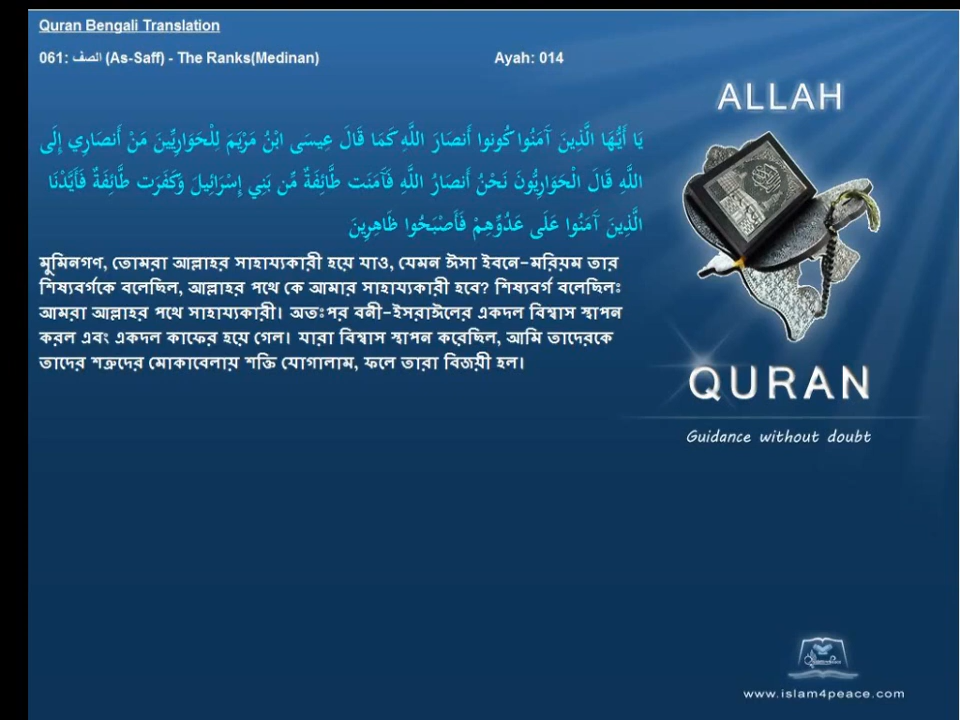 Quran Bengali Translation
061: الصف (As-Saff) - The Ranks(Medinan)
Ayah: 014
يَا أَيُّهَا الَّذِينَ آَمَنُوا كُونوا أَنصَارَ اللَّهِ كَمَا قَالَ عِيسَى ابْنُ مَرْيَمَ لِلْحَوَارِيِّينَ مَنْ أَنصَارِي إِلَى
اللَّهِ قَالَ الْحَوَارِيُّونَ نَحْنُ أَنصَارُ اللَّهِ فَآَمَنَت طَّائِفَةٌ مِّن بَنِي إِسْرَائِيلَ وَكَفَرَت طَّائِفَةٌ فَأَيَّدْنَا
الَّذِينَ آَمَنُوا عَلَى عَدُوِّهِمْ فَأَصْبَحُوا ظَاهِرِينَ
মুমিনগণ, তোমরা আল্লাহর সাহায্যকারী হয়ে যাও, যেমন ঈসা ইবনে-মরিয়ম তার
শিষ্যবর্গকে বলেছিল, আল্লাহর পথে কে আমার সাহায্যকারী হবে? শিষ্যবর্গ বলেছিলঃ
আমরা আল্লাহর পথে সাহায্যকারী। অতঃপর বনী-ইসরাঈলের একদল বিশ্বাস স্থাপন
করল এবং একদল কাফের হয়ে গেল। যারা বিশ্বাস স্থাপন করেছিল, আমি তাদেরকে
তাদের শত্রুদের মোকাবেলায় শক্তি যোগালাম, ফলে তারা বিজয়ী হল।
ALLAH
QURAN
Guidance without doubt
www.islam4peace.com